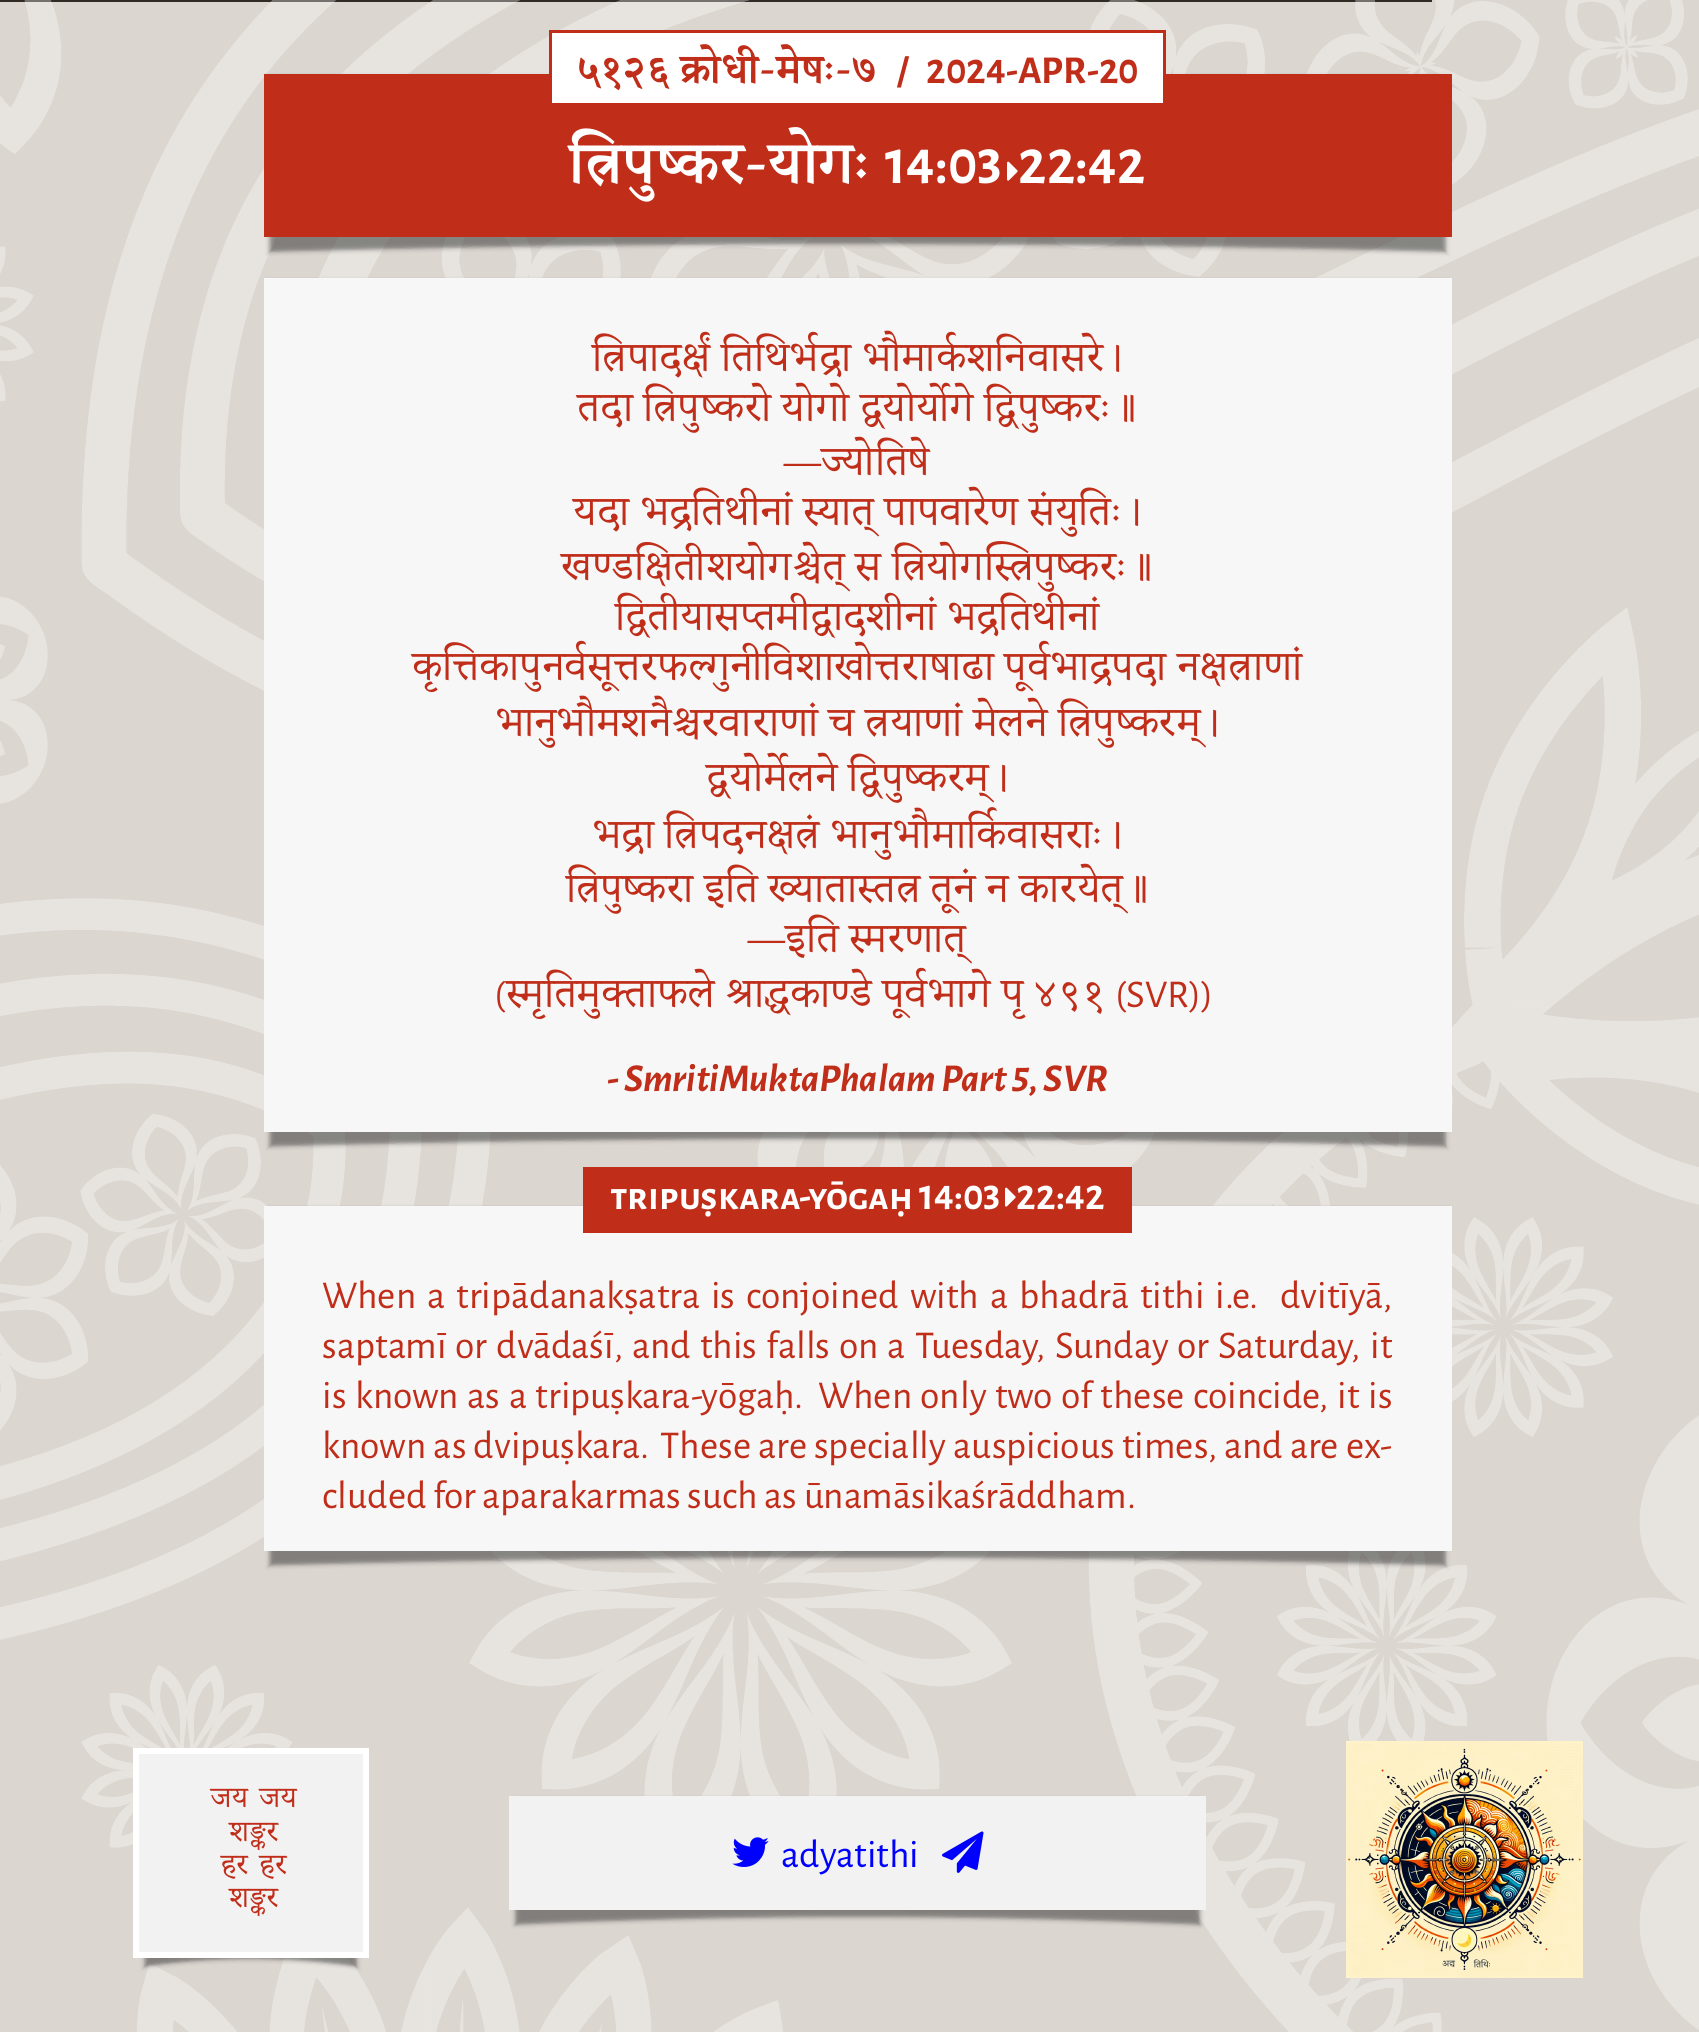 ५१२६ क्रोधी-मेषः-७ / 2024-APR-20
त्रिपुष्कर-योगः 14:03▸22:42
त्रिपादर्क्षं तिथिर्भद्रा भौमार्कशनिवासरे।
तदा त्रिपुष्करो योगो द्वयोर्योगे द्विपुष्करः॥
—ज्योतिषे
यदा भद्रतिथीनां स्यात् पापवारेण संयुतिः।
खण्डक्षितीशयोगश्चेत् स त्रियोगस्त्रिपुष्करः॥
द्वितीयासप्तमीद्वादशीनां भद्रतिथीनां
कृत्तिकापुनर्वसूत्तरफल्गुनीविशाखोत्तराषाढा पूर्वभाद्रपदा नक्षत्राणां
भानुभौमशनैश्चरवाराणां च त्रयाणां मेलने त्रिपुष्करम्।
द्वयोर्मेलने द्विपुष्करम्।
भद्रा त्रिपदनक्षत्रं भानुभौमार्किवासराः।
त्रिपुष्करा इति ख्यातास्तत्र तूनं न कारयेत्॥
—इति स्मरणात्
(स्मृतिमुक्ताफले श्राद्धकाण्डे पूर्वभागे पृ ४९१ (SVR))
- SmritiMuktaPhalam Part 5, SVR
TRIPUṢKARA-YŌGAḤ 14:03▸22:42
When a tripādanakṣatra is conjoined with a bhadrā tithi i.e. dvitīyā,
saptamī or dvādaśī, and this falls on a Tuesday, Sunday or Saturday, it
is known as a tripuṣkara-yōgaḥ. When only two of these coincide, it is
known as dvipuṣkara. These are specially auspicious times, and are ex-
cluded for aparakarmas such as ūnamāsikaśrāddham.
जय जय
शङ्कर
हर हर
शङ्कर
adyatithi
अद्य तिथिः